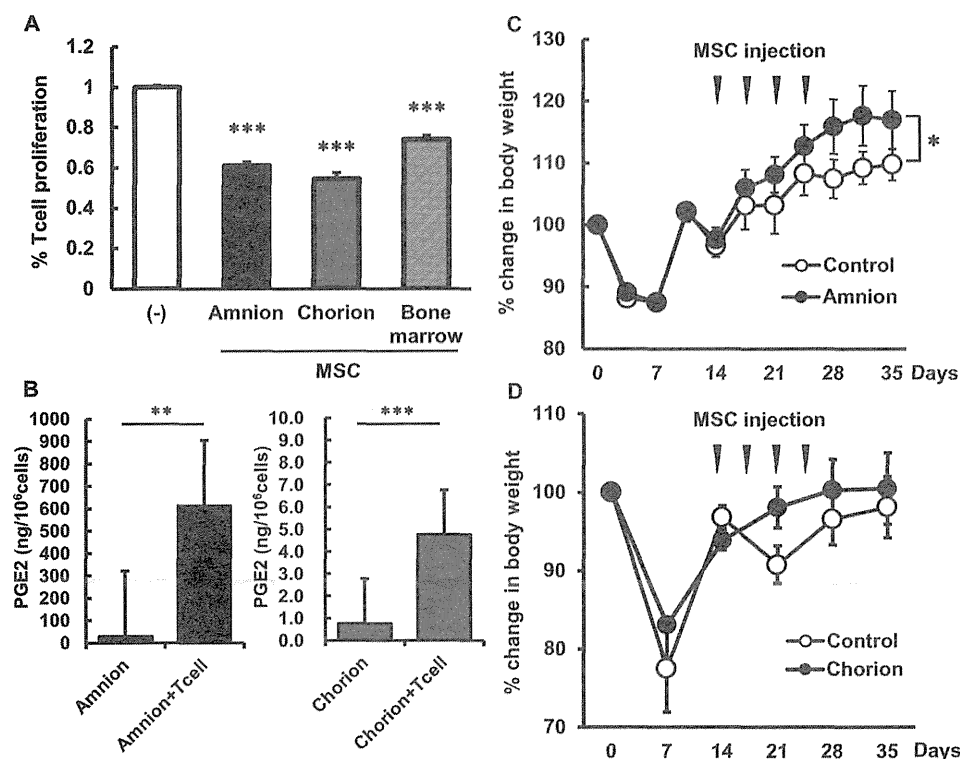 A
% Tcell proliferation
1.2
1
0.8
0.6
0.4
0.2
0
***
***
***
(-)
Amnion
Chorion
Bone
marrow
MSC
B
PGE2 (ng/10⁶cells)
1000
900
800
700
600
500
400
300
200
100
0
**
Amnion
Amnion+Tcell
PGE2 (ng/10⁶cells)
10.0
9.0
8.0
7.0
6.0
5.0
4.0
3.0
2.0
1.0
0.0
***
Chorion
Chorion+Tcell
C
% change in body weight
130
120
110
100
90
80
MSC injection
*
Control
Amnion
0 7 14 21 28 35 Days
D
% change in body weight
110
100
90
80
70
MSC injection
Control
Chorion
0 7 14 21 28 35 Days